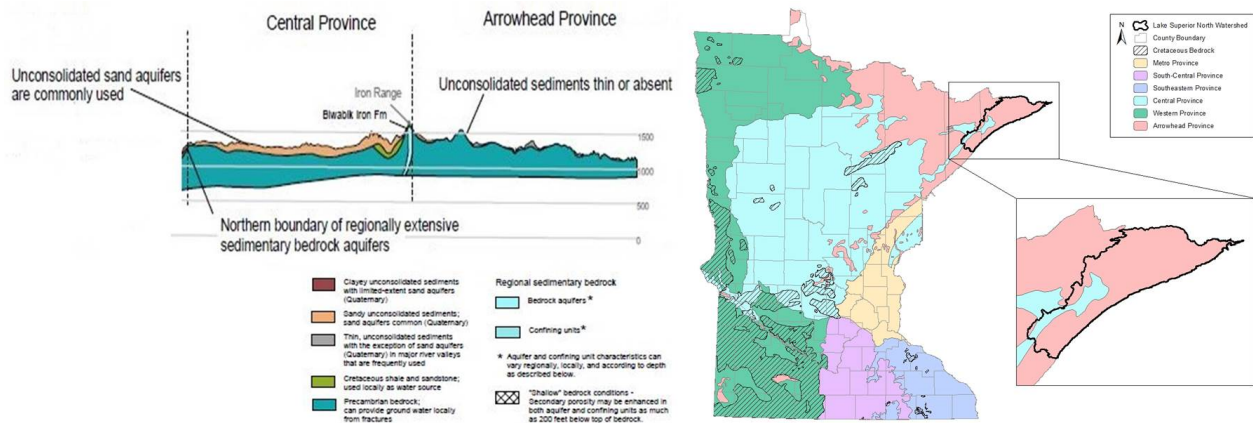 Central Province
Arrowhead Province
Unconsolidated sand aquifers
are commonly used
Unconsolidated sediments thin or absent
Iron Range
Biwabik Iron Fm
1500
1000
500
0
Northern boundary of regionally extensive
sedimentary bedrock aquifers
Clayey unconsolidated sediments
with limited-extent sand aquifers
(Quaternary)
Sandy unconsolidated sediments;
sand aquifers common (Quaternary)
Thin, unconsolidated sediments
with the exception of sand aquifers
(Quaternary) in major river valleys
that are frequently used
Cretaceous shale and sandstone;
used locally as water source
Precambrian bedrock;
can provide ground water locally
from fractures
Regional sedimentary bedrock
Bedrock aquifers*
Confining units*
* Aquifer and confining unit characteristics can
vary regionally, locally, and according to depth
as described below.
"Shallow" bedrock conditions -
Secondary porosity may be enhanced in
both aquifer and confining units as much
as 200 feet below top of bedrock.
N
Lake Superior North Watershed
County Boundary
Cretaceous Bedrock
Metro Province
South-Central Province
Southeastern Province
Central Province
Western Province
Arrowhead Province